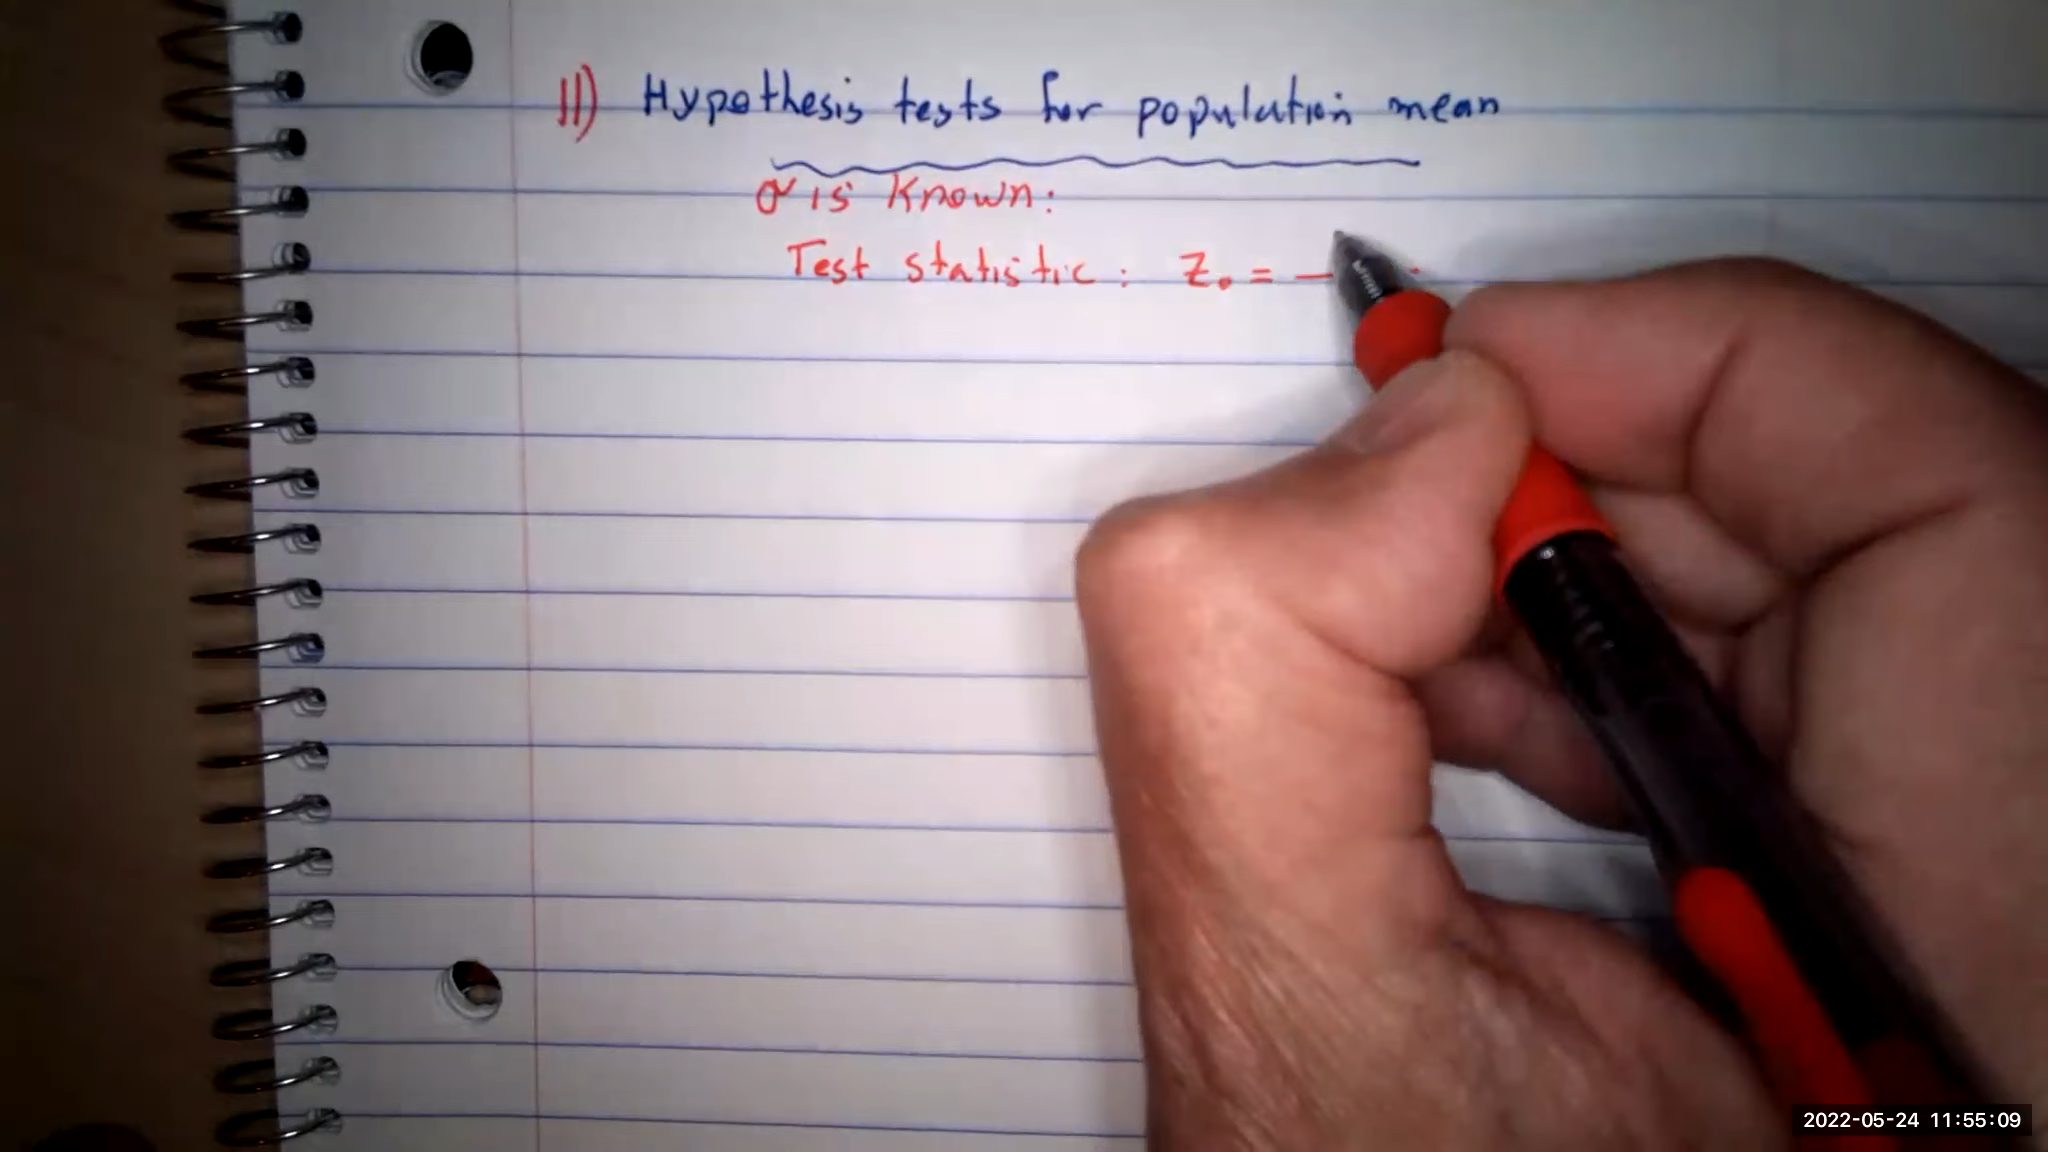 11) Hypothesis tests for population mean
σ is known:
Test statistic: Z₀ = —
2022-05-24 11:55:09